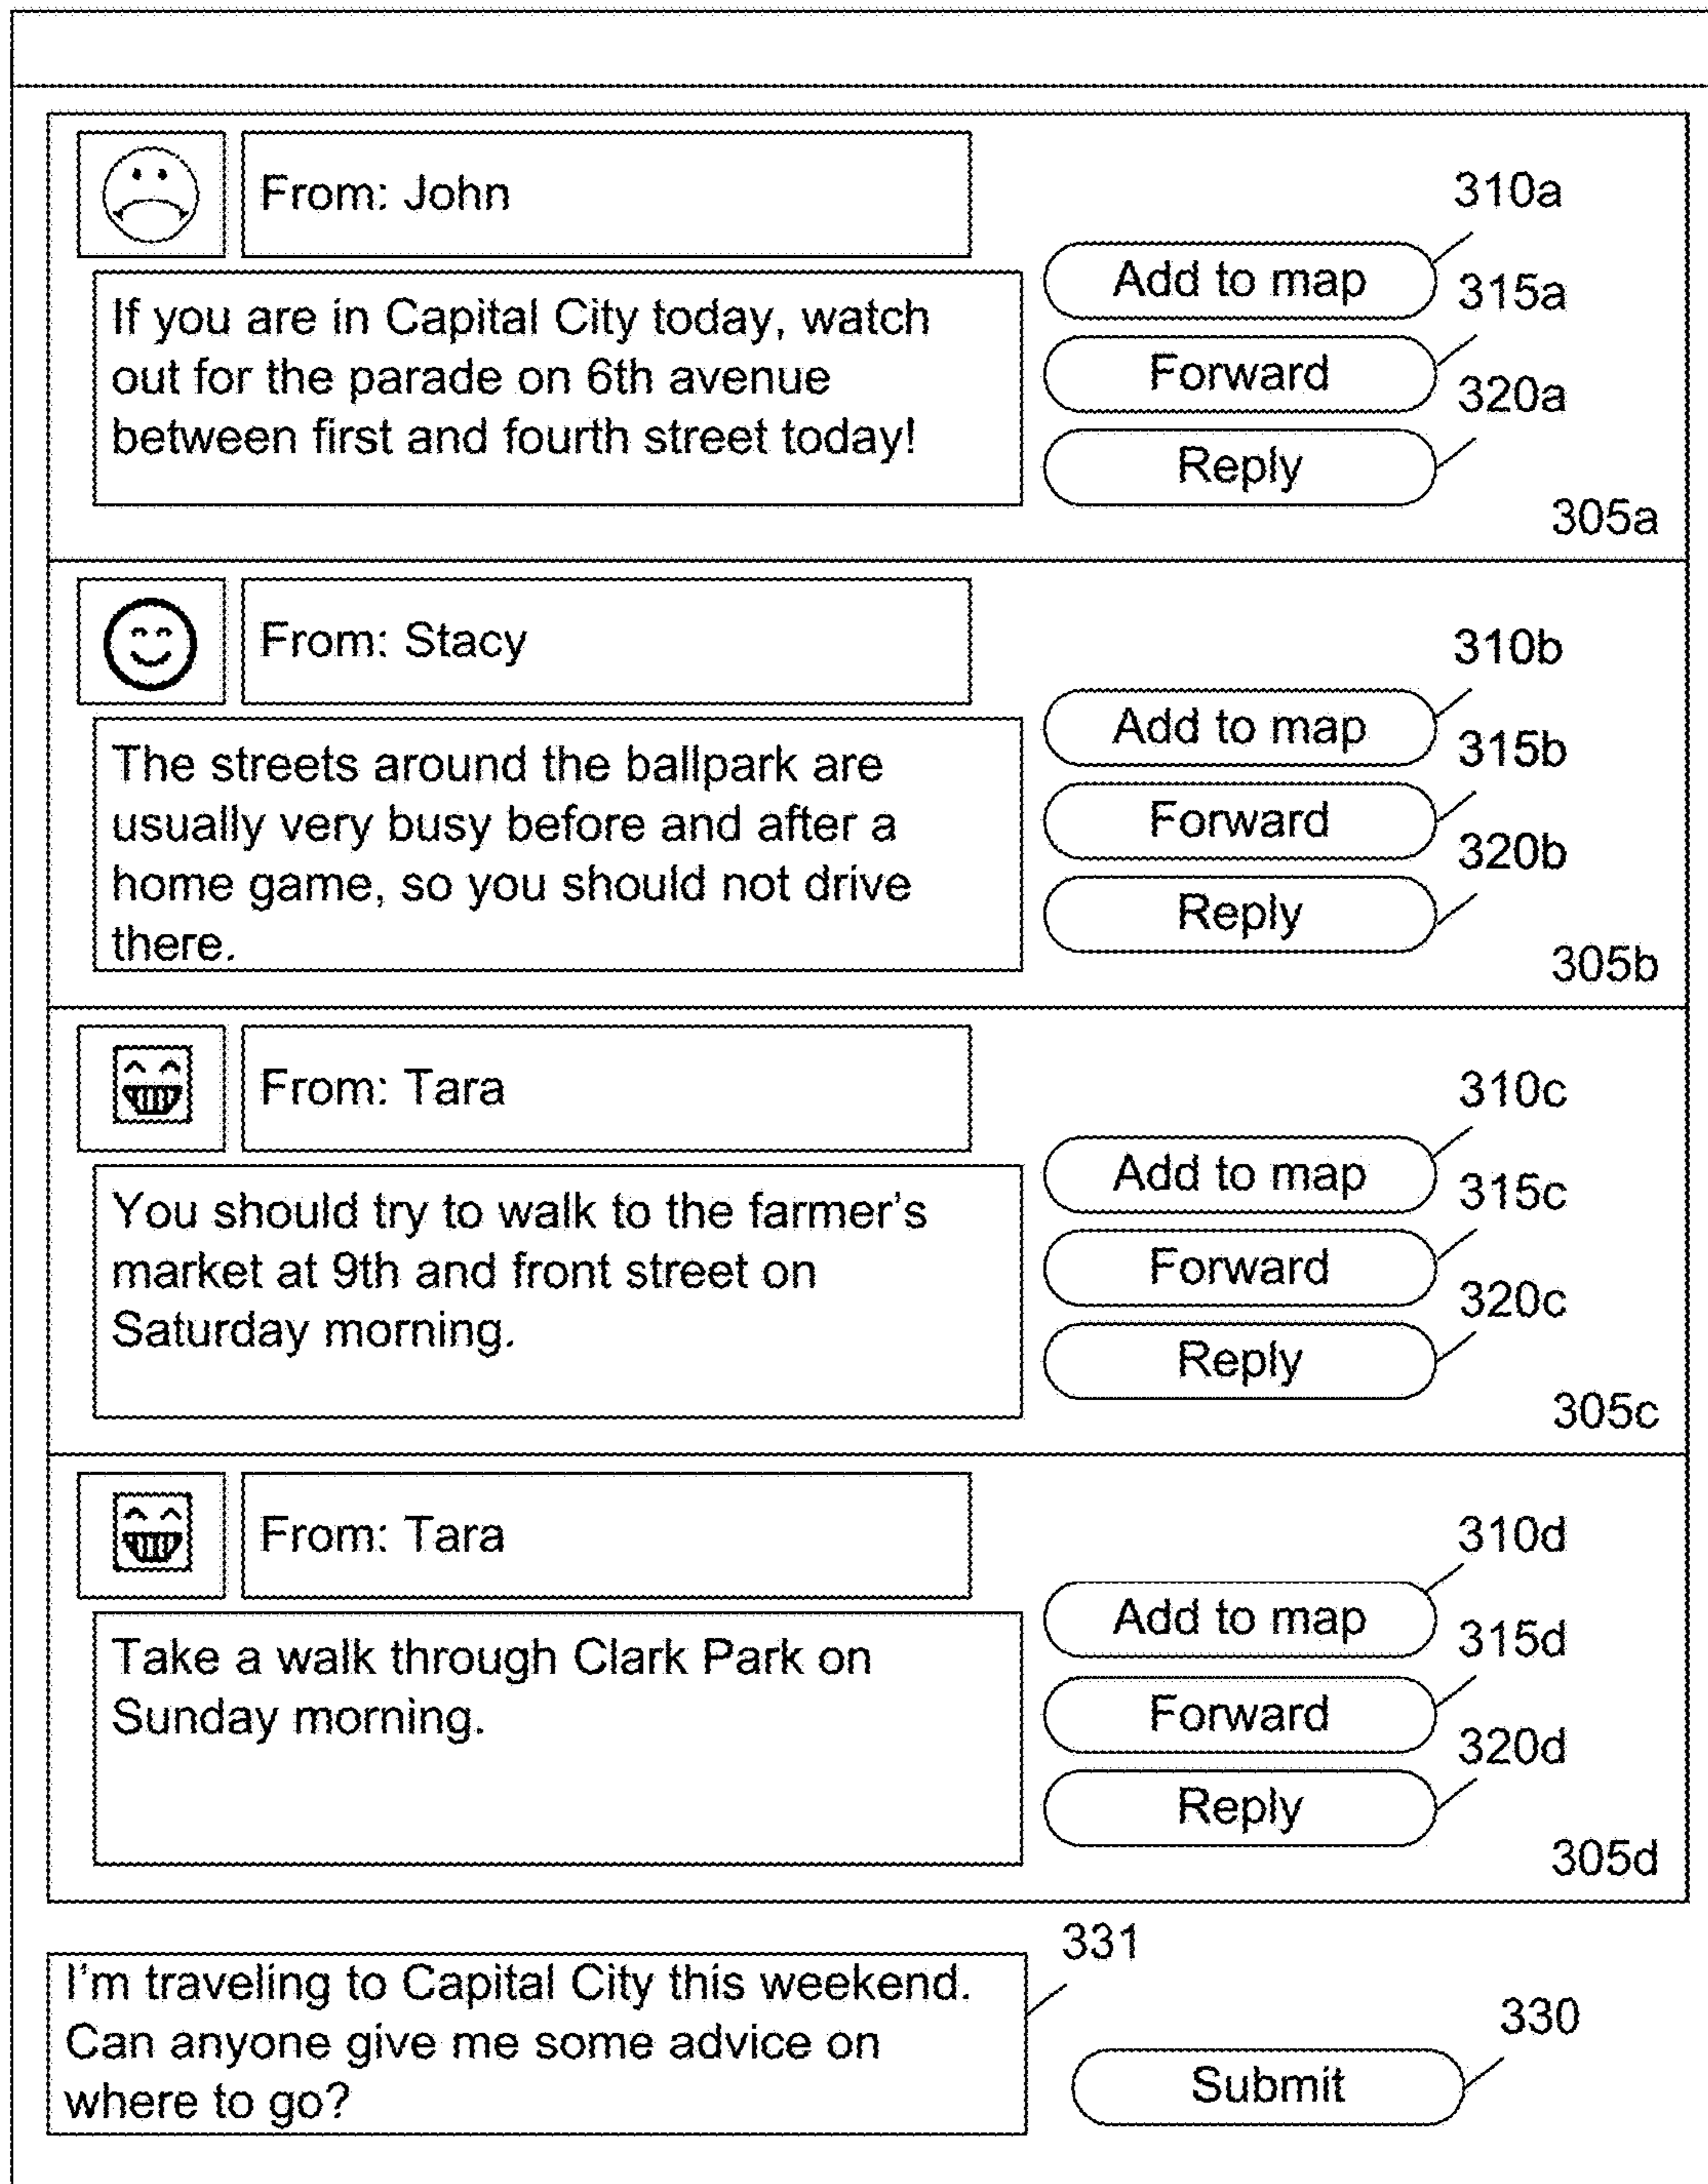 From: John
310a
Add to map
315a
If you are in Capital City today, watch
out for the parade on 6th avenue
between first and fourth street today!
Forward
320a
Reply
305a
From: Stacy
310b
Add to map
315b
The streets around the ballpark are
usually very busy before and after a
home game, so you should not drive
there.
Forward
320b
Reply
305b
From: Tara
310c
Add to map
315c
You should try to walk to the farmer's
market at 9th and front street on
Saturday morning.
Forward
320c
Reply
305c
From: Tara
310d
Add to map
315d
Take a walk through Clark Park on
Sunday morning.
Forward
320d
Reply
305d
331
I'm traveling to Capital City this weekend.
Can anyone give me some advice on
where to go?
330
Submit